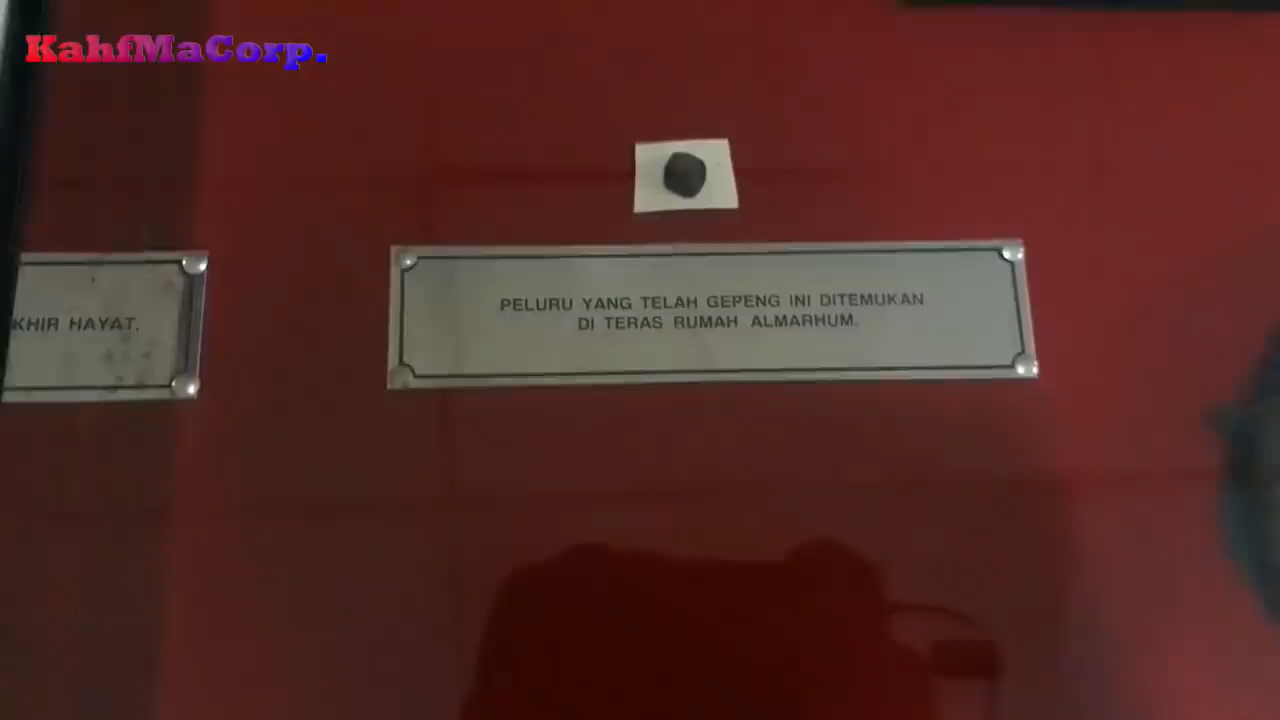 KahfMaCorp.
PELURU YANG TELAH GEPENG INI DITEMUKAN
DI TERAS RUMAH ALMARHUM.
KHIR HAYAT.